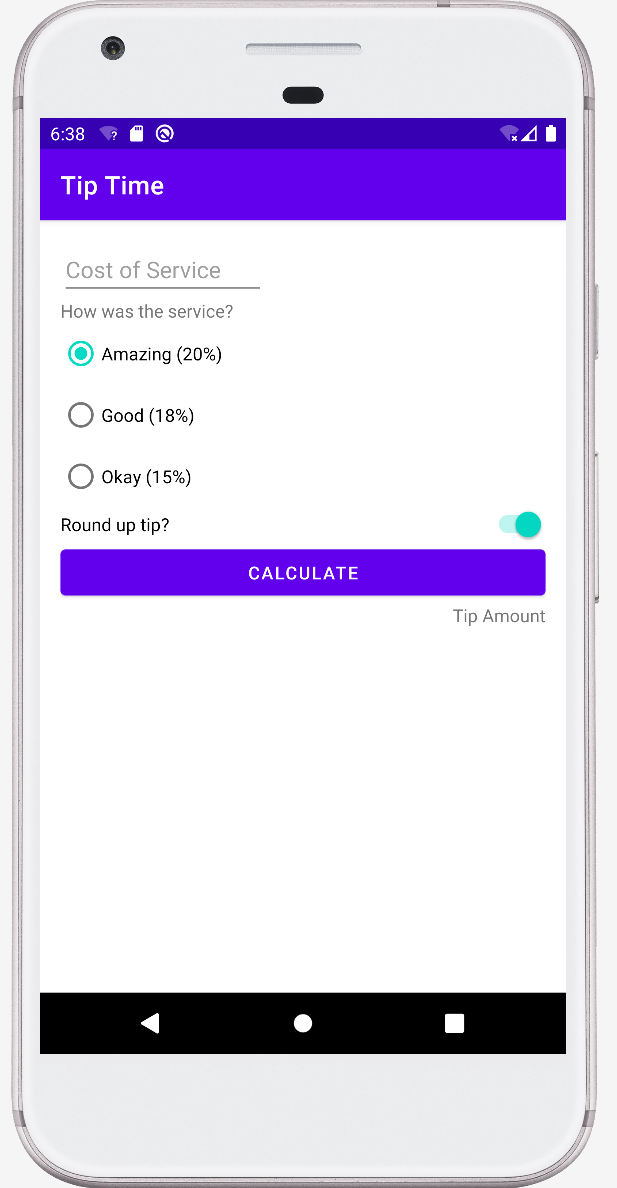 6:38
Tip Time
Cost of Service
How was the service?
Amazing (20%)
Good (18%)
Okay (15%)
Round up tip?
CALCULATE
Tip Amount